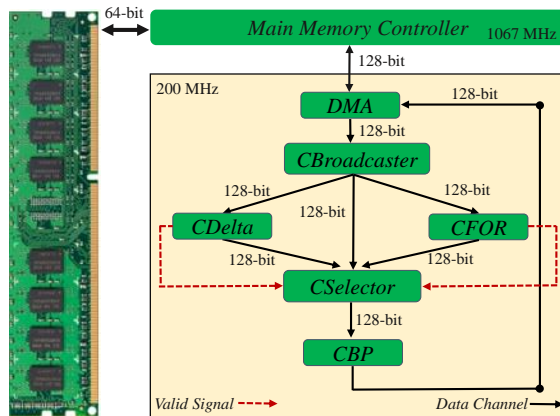 64-bit
Main Memory Controller
1067 MHz
128-bit
200 MHz
DMA
128-bit
128-bit
CBroadcaster
128-bit
128-bit
128-bit
CDelta
CFOR
128-bit
128-bit
CSelector
128-bit
CBP
Valid Signal
Data Channel